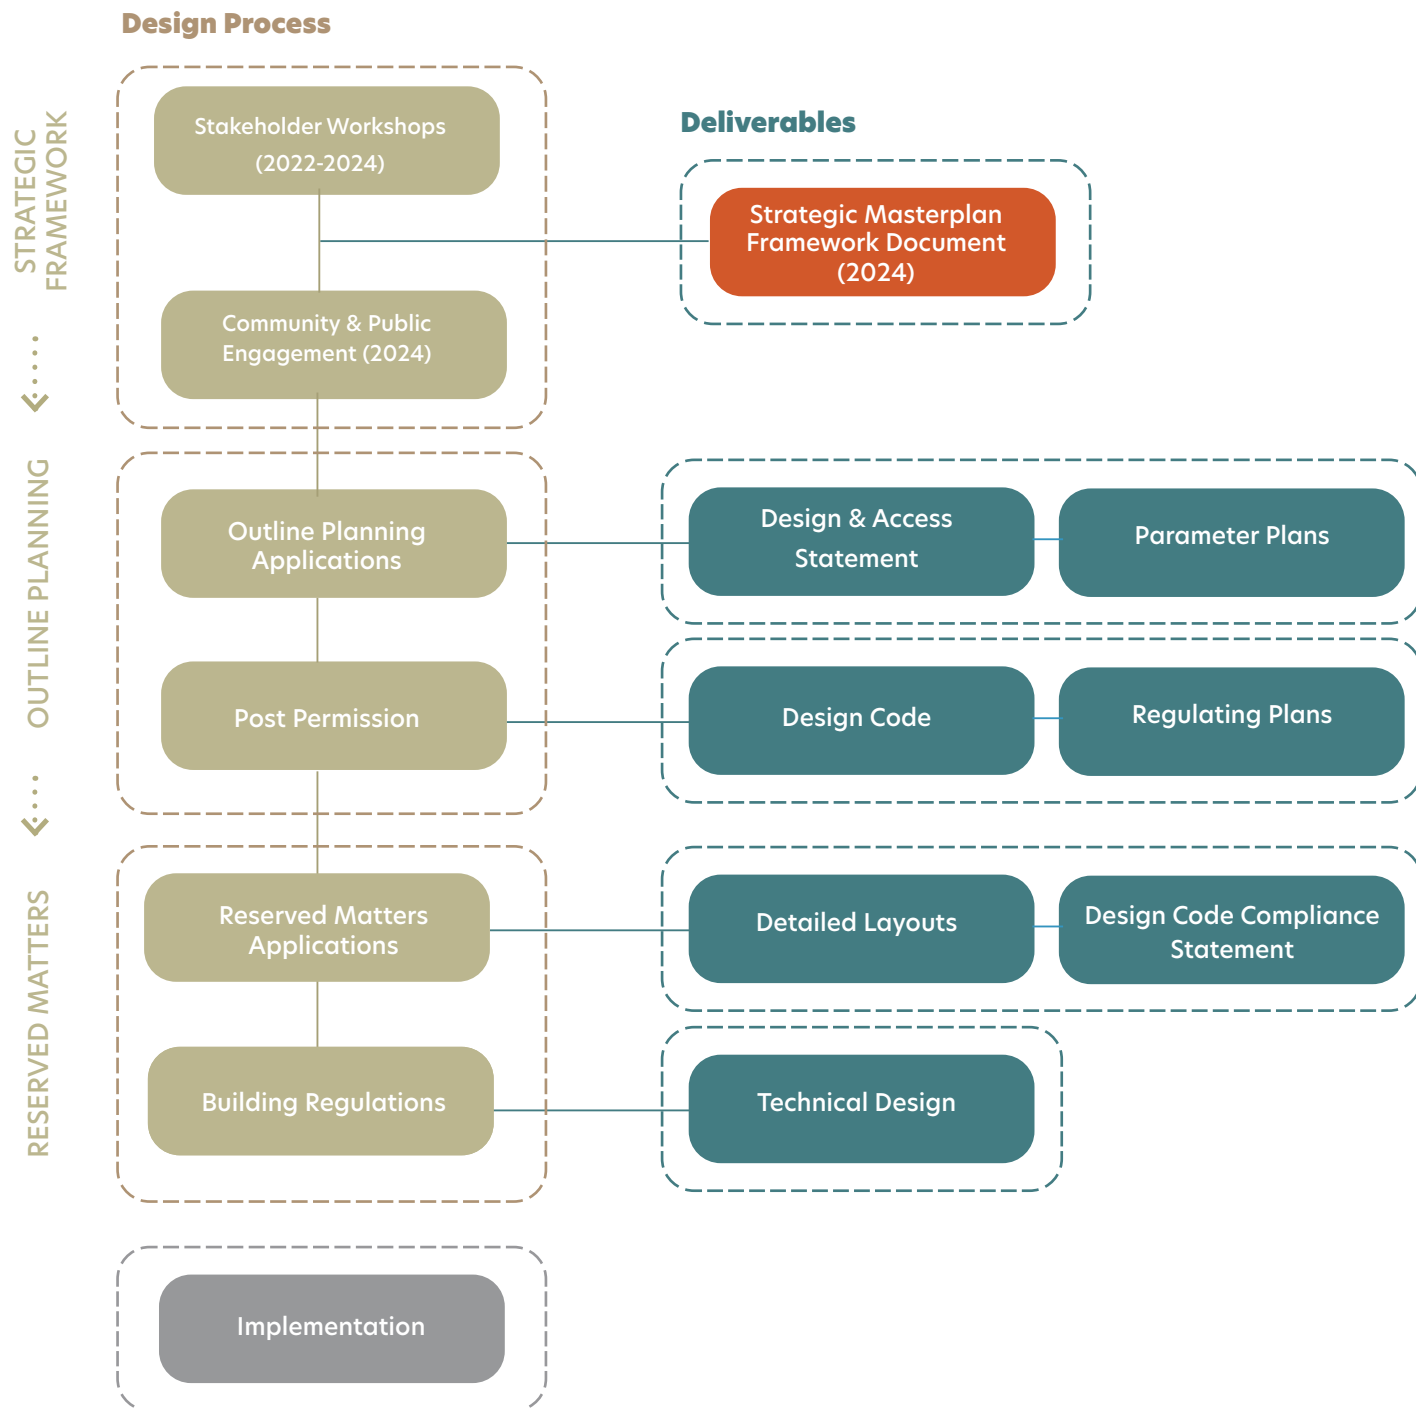 Design Process
STRATEGIC
FRAMEWORK
Stakeholder Workshops
(2022-2024)
Deliverables
Strategic Masterplan
Framework Document
(2024)
Community & Public
Engagement (2024)
OUTLINE PLANNING
Outline Planning
Applications
Design & Access
Statement
Parameter Plans
Post Permission
Design Code
Regulating Plans
RESERVED MATTERS
Reserved Matters
Applications
Detailed Layouts
Design Code Compliance
Statement
Building Regulations
Technical Design
Implementation